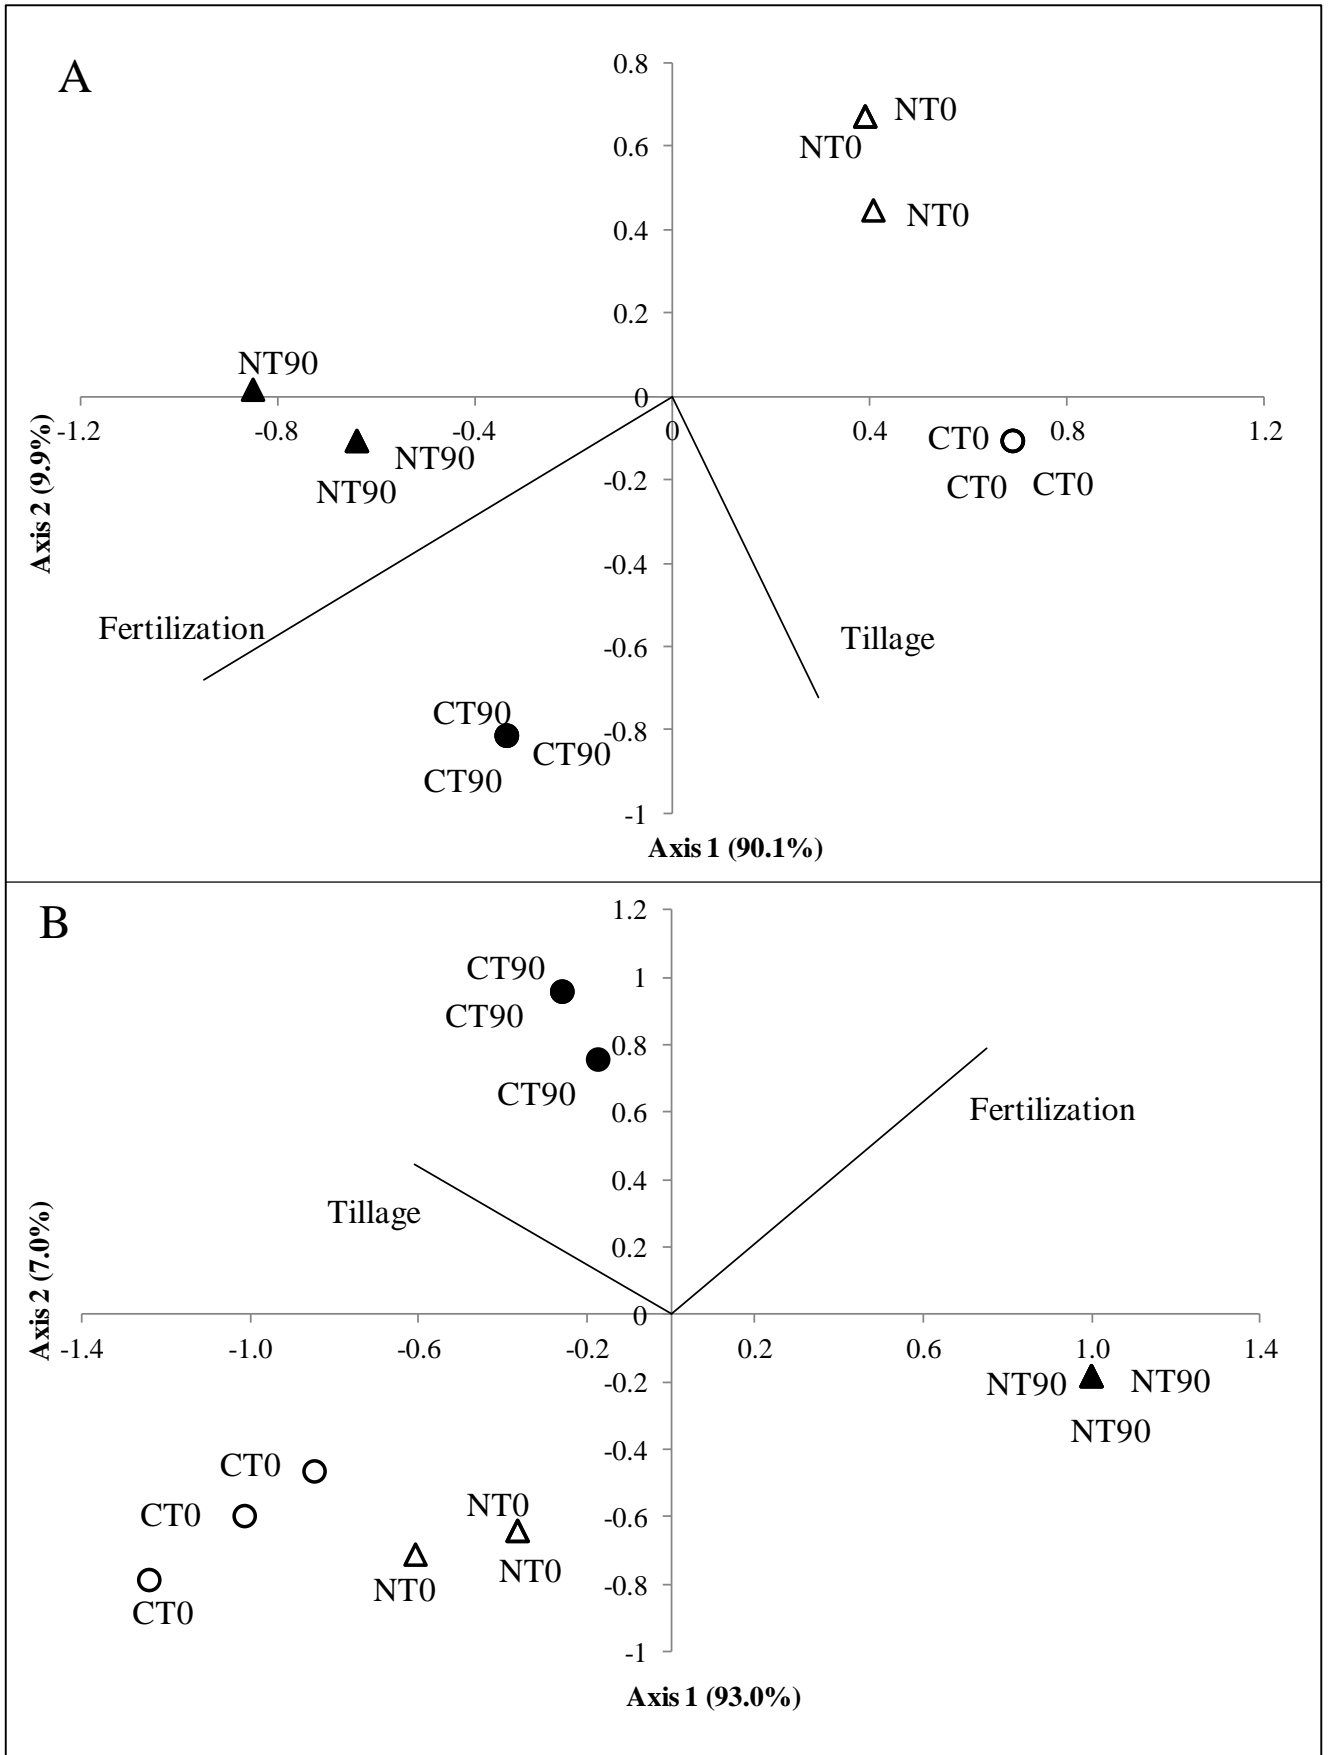 A
0.8
NT0
NT0
0.6
NT0
0.4
0.2
NT90
0
-1.2
-0.8
-0.4
0
0.4
0.8
1.2
CT0
NT90
NT90
-0.2
CT0
CT0
Axis 2 (9.9%)
-0.4
Fertilization
-0.6
Tillage
CT90
-0.8
CT90
CT90
-1
Axis 1 (90.1%)
B
1.2
CT90
1
CT90
0.8
CT90
0.6
Fertilization
0.4
Tillage
0.2
Axis 2 (7.0%)
0
-1.4
-1.0
-0.6
-0.2
0.2
0.6
1.0
1.4
-0.2
NT90
NT90
NT90
-0.4
CT0
NT0
CT0
-0.6
NT0
-0.8
NT0
CT0
-1
Axis 1 (93.0%)